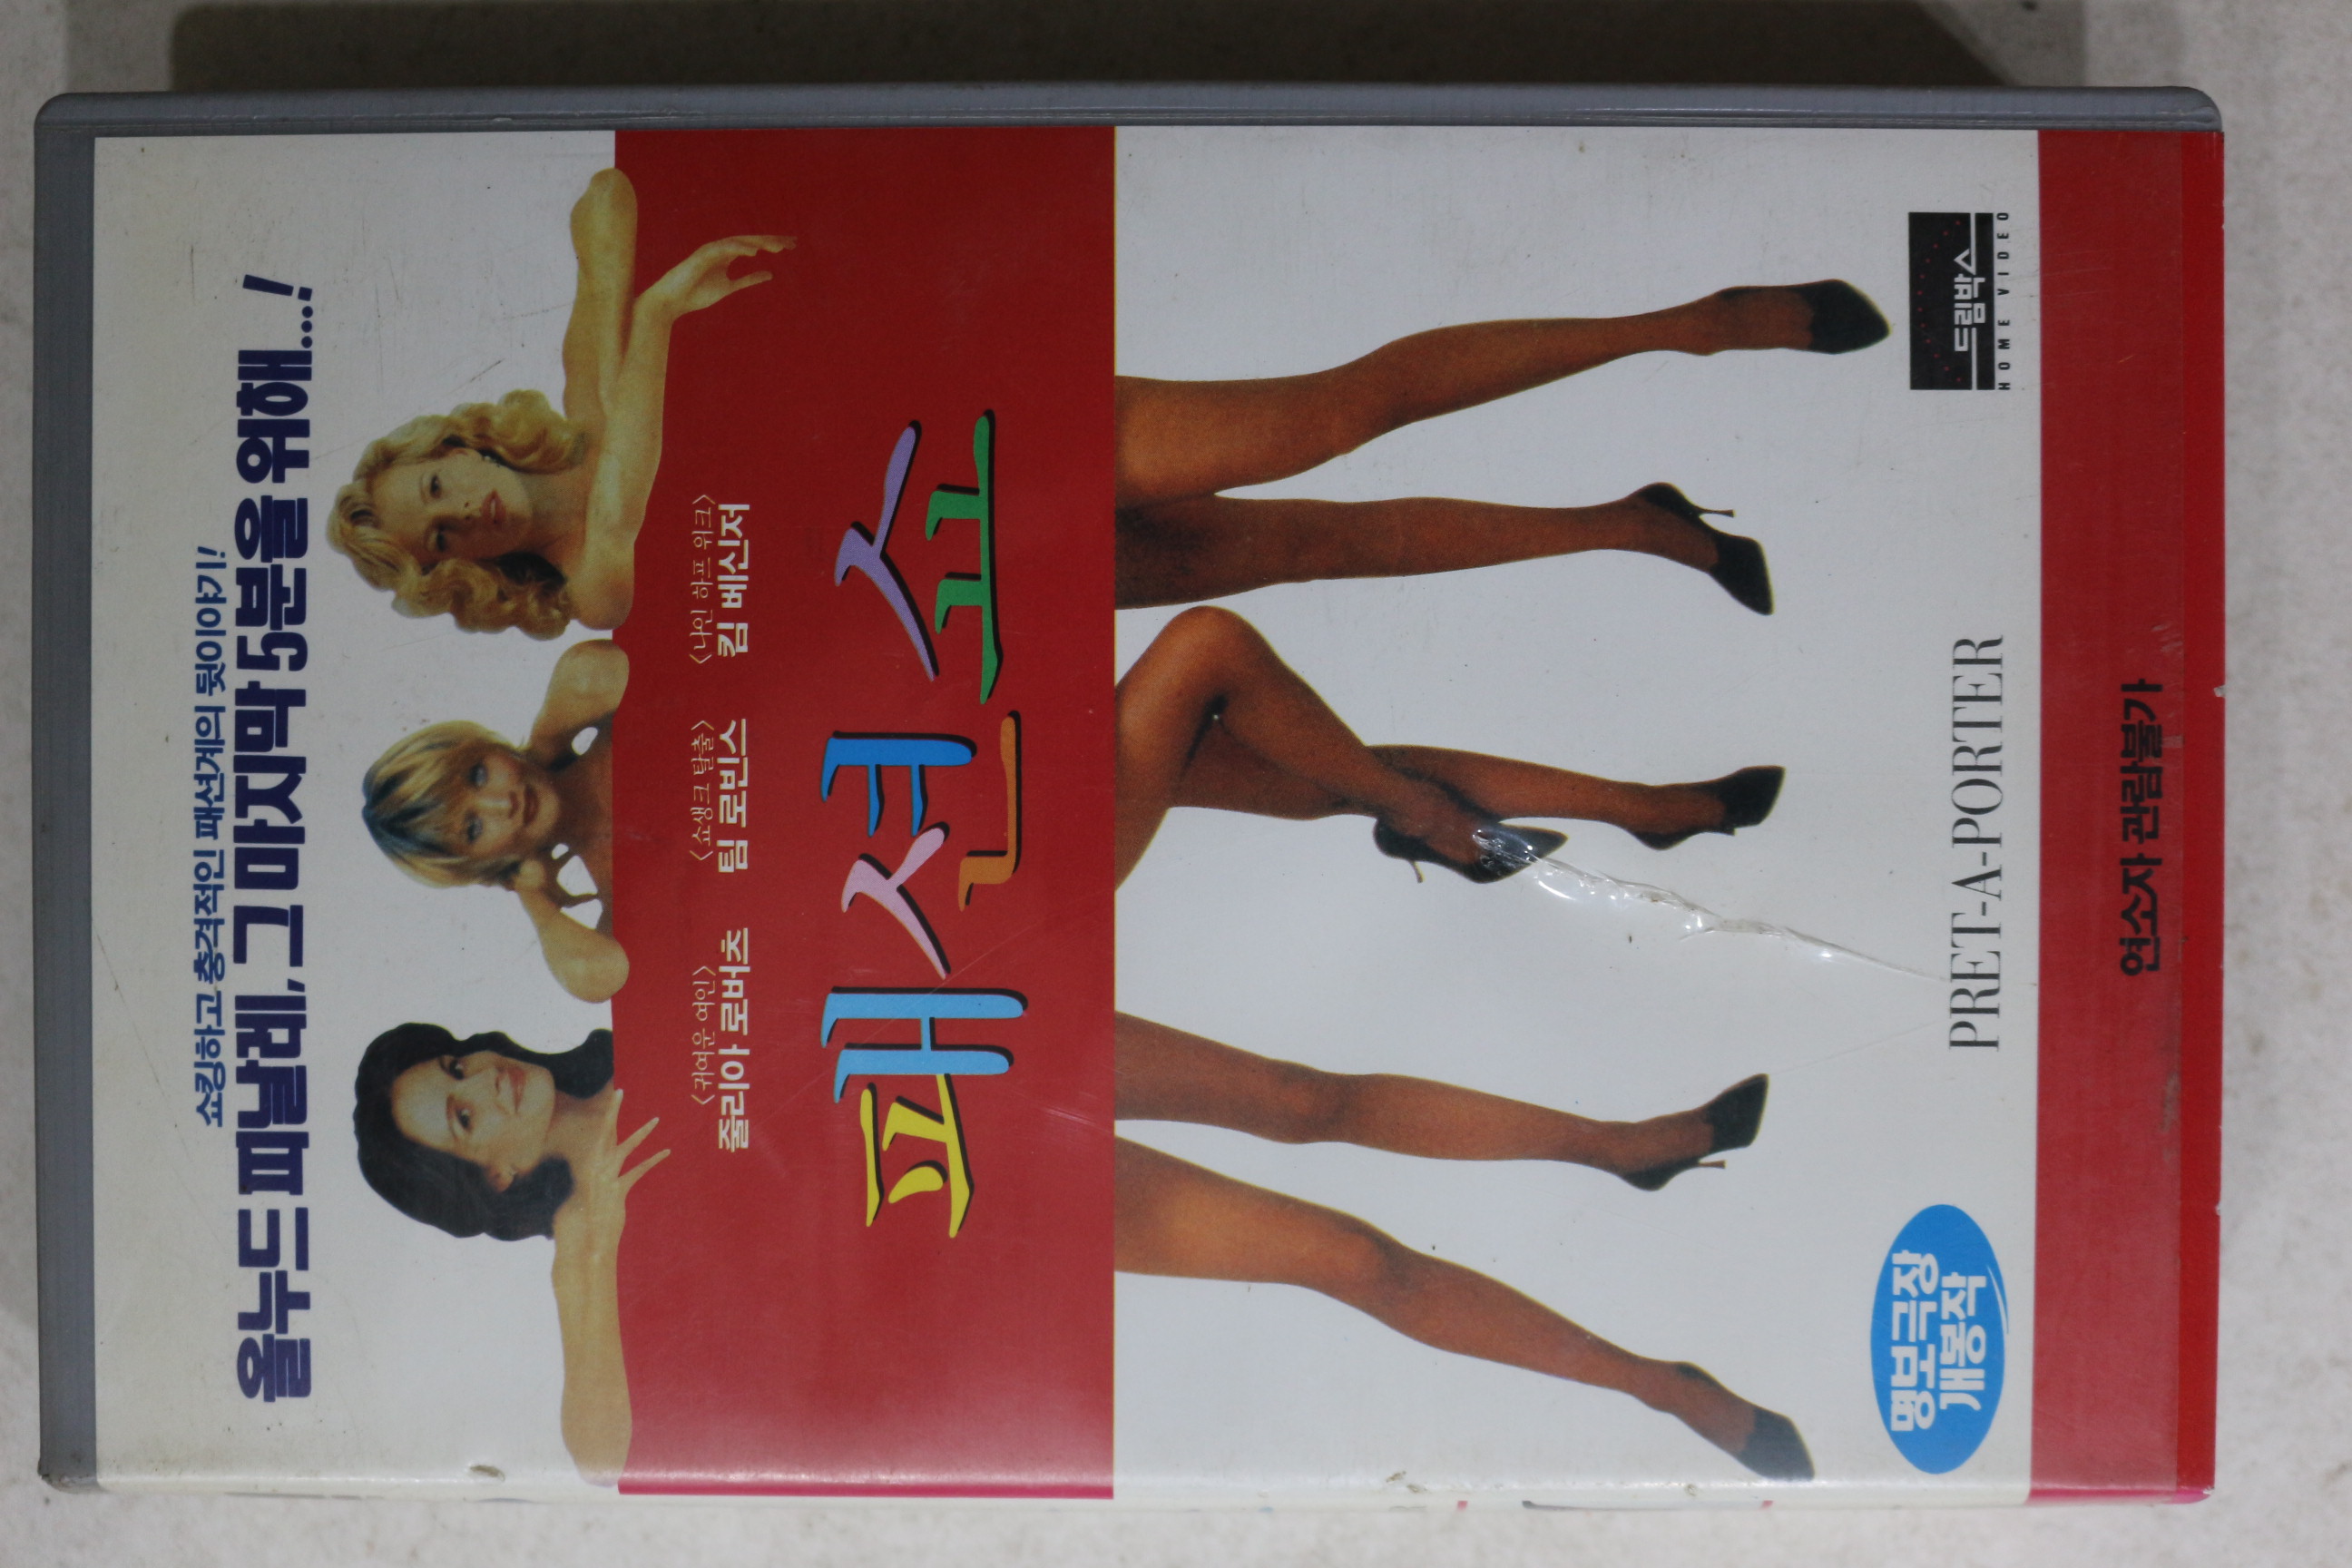 쇼킹하고 충격적인 패션계의 뒷이야기!
올누드 피날레, 그 마지막 5분을 위해...!
<귀여운 여인> <쇼생크 탈출> <나인 하프 위크>
줄리아 로버츠 팀 로빈스 킴 베신저
패션쇼
명보극장
개봉작
PRET-A-PORTER
드림박스
HOME VIDEO
연소자 관람불가